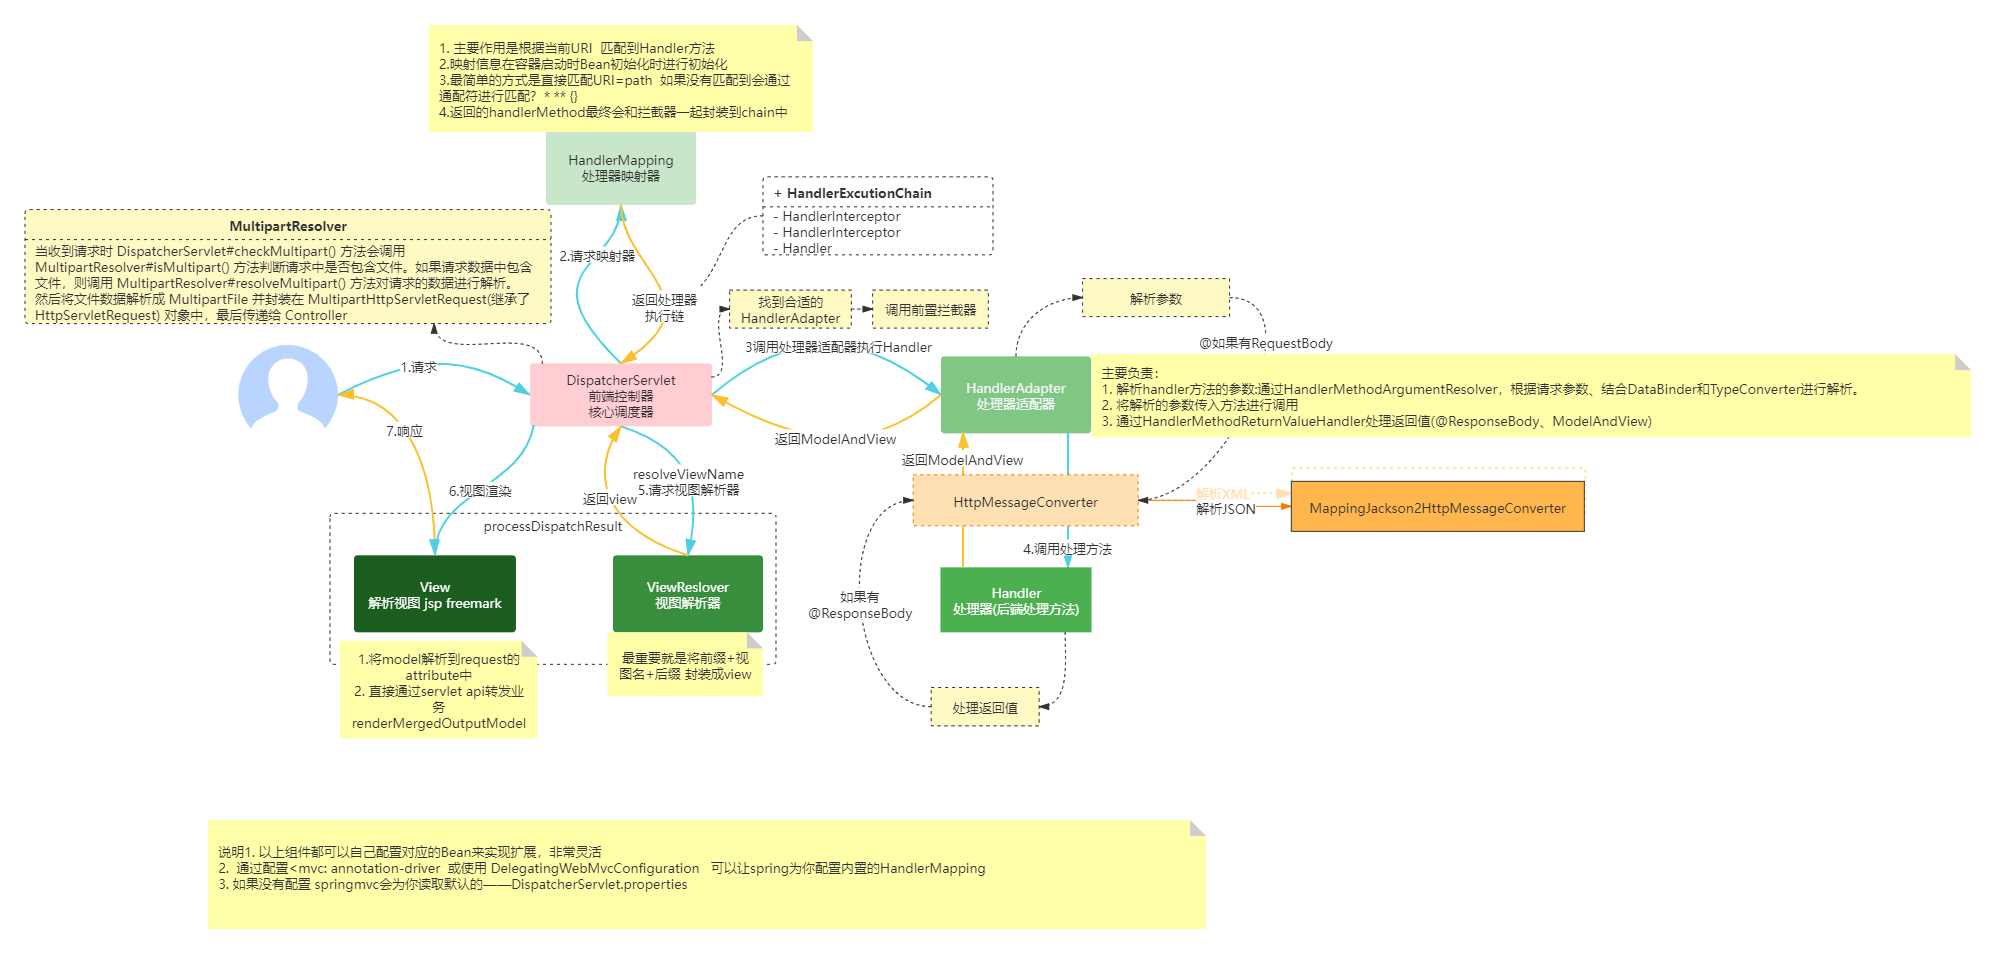 1. 主要作用是根据当前URI  匹配到Handler方法
2.映射信息在容器启动时Bean初始化时进行初始化
3.最简单的方式是直接匹配URI=path  如果没有匹配到会通过
通配符进行匹配？* ** {}
4.返回的handlerMethod最终会和拦截器一起封装到chain中
HandlerMapping
处理器映射器
+ HandlerExcutionChain
- HandlerInterceptor
- HandlerInterceptor
- Handler
MultipartResolver
当收到请求时 DispatcherServlet#checkMultipart() 方法会调用
MultipartResolver#isMultipart() 方法判断请求中是否包含文件。如果请求数据中包含
文件，则调用 MultipartResolver#resolveMultipart() 方法对请求的数据进行解析。
然后将文件数据解析成 MultipartFile 并封装在 MultipartHttpServletRequest(继承了
HttpServletRequest) 对象中，最后传递给 Controller
2.请求映射器
返回处理器
执行链
找到合适的
HandlerAdapter
调用前置拦截器
解析参数
@如果有RequestBody
1.请求
DispatcherServlet
前端控制器
核心调度器
3调用处理器适配器执行Handler
HandlerAdapter
处理器适配器
主要负责：
1. 解析handler方法的参数:通过HandlerMethodArgumentResolver，根据请求参数、结合DataBinder和TypeConverter进行解析。
2. 将解析的参数传入方法进行调用
3. 通过HandlerMethodReturnValueHandler处理返回值(@ResponseBody、ModelAndView)
7.响应
返回ModelAndView
返回ModelAndView
6.视图渲染
返回view
resolveViewName
5.请求视图解析器
processDispatchResult
HttpMessageConverter
解析XML
解析JSON
MappingJackson2HttpMessageConverter
4.调用处理方法
View
解析视图 jsp freemark
ViewReslover
视图解析器
Handler
处理器(后端处理方法)
如果有
@ResponseBody
1.将model解析到request的
attribute中
2. 直接通过servlet api转发业
务
renderMergedOutputModel
最重要就是将前缀+视
图名+后缀 封装成view
处理返回值
说明1. 以上组件都可以自己配置对应的Bean来实现扩展，非常灵活
2.  通过配置<mvc: annotation-driver  或使用 DelegatingWebMvcConfiguration   可以让spring为你配置内置的HandlerMapping
3. 如果没有配置 springmvc会为你读取默认的——DispatcherServlet.properties